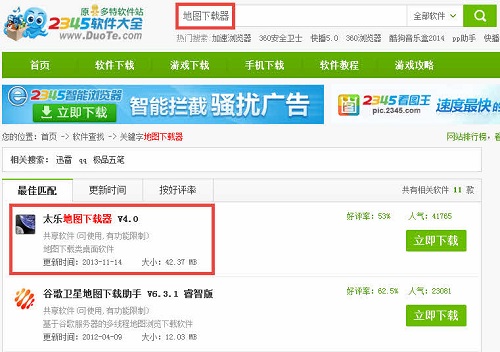 原多特软件站
2345软件大全
www.DuoTe.com
地图下载器
全部软件
热门搜索: 加速浏览器 360安全卫士 快播5.0 360浏览器 酷狗音乐盒2014 pp助手
首页 软件下载 游戏下载 手机下载 软件教程 游戏攻略
2345智能浏览器
立即下载
智能拦截 骚扰广告
2345看图王
pic.2345.com
速度最快的
您的位置: 首页 -> 软件查找 -> 关键字地图下载器
网站排行榜,
相关搜索: 迅雷 qq 极品五笔
最佳匹配 更新时间 按好评率
共有相关软件 11 款
太乐地图下载器 V4.0
好评率: 53% 人气: 41765
共享软件(可使用,有功能限制)
地图下载类桌面软件
立即下载
更新时间: 2013-11-14 大小: 42.37 MB
谷歌卫星地图下载助手 V6.3.1 睿智版
好评率: 62.5% 人气: 23081
共享软件(可使用,有功能限制)
基于谷歌服务器的多线程地图浏览下载软件
立即下载
更新时间: 2012-04-09 大小: 12.03 MB